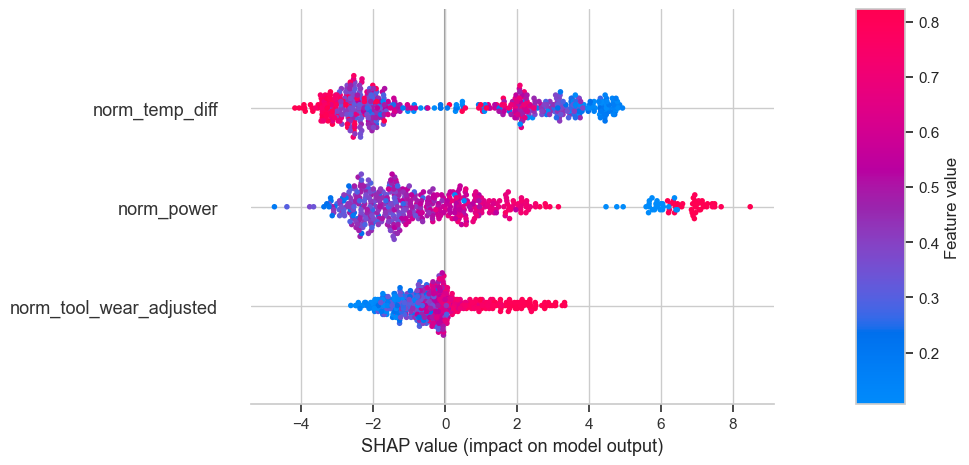 norm_temp_diff
norm_power
norm_tool_wear_adjusted
−4 −2 0 2 4 6 8
SHAP value (impact on model output)
0.8
0.7
0.6
0.5
0.4
0.3
0.2
Feature value